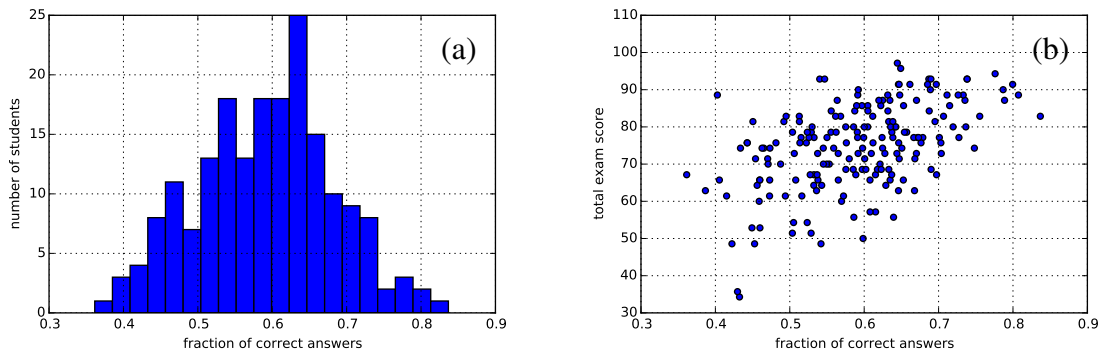 (a)
number of students
25
20
15
10
5
0
0.3 0.4 0.5 0.6 0.7 0.8 0.9
fraction of correct answers
(b)
total exam score
110
100
90
80
70
60
50
40
30
0.3 0.4 0.5 0.6 0.7 0.8 0.9
fraction of correct answers